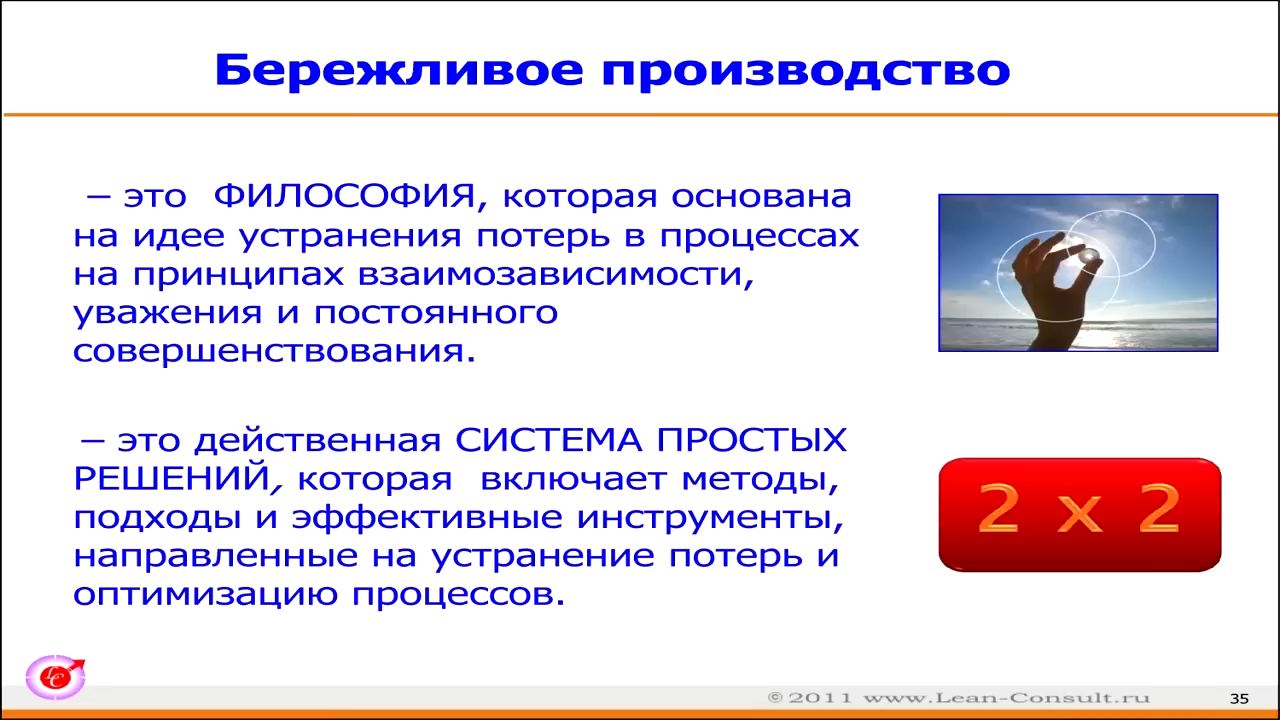 Бережливое производство
– это ФИЛОСОФИЯ, которая основана
на идее устранения потерь в процессах
на принципах взаимозависимости,
уважения и постоянного
совершенствования.
– это действенная СИСТЕМА ПРОСТЫХ
РЕШЕНИЙ, которая включает методы,
подходы и эффективные инструменты,
направленные на устранение потерь и
оптимизацию процессов.
2 x 2
LC
©2011 www.Lean-Consult.ru
35